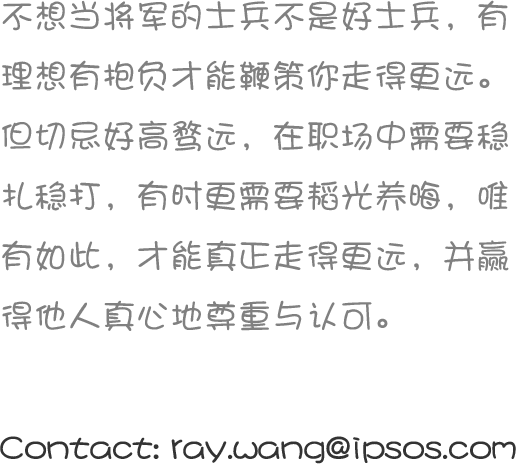 不想当将军的士兵不是好士兵，有
理想有抱负才能鞭策你走得更远。
但切忌好高骛远，在职场中需要稳
扎稳打，有时更需要韬光养晦，唯
有如此，才能真正走得更远，并赢
得他人真心地尊重与认可。
Contact: ray.wang@ipsos.com